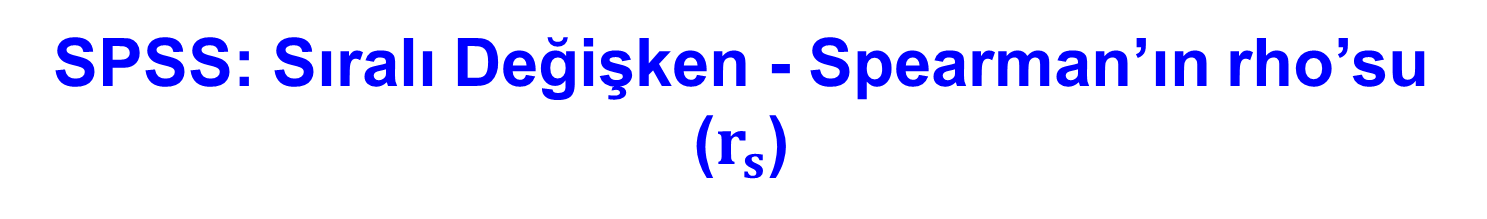 SPSS: Sıralı Değişken - Spearman’ın rho’su
(rₛ)